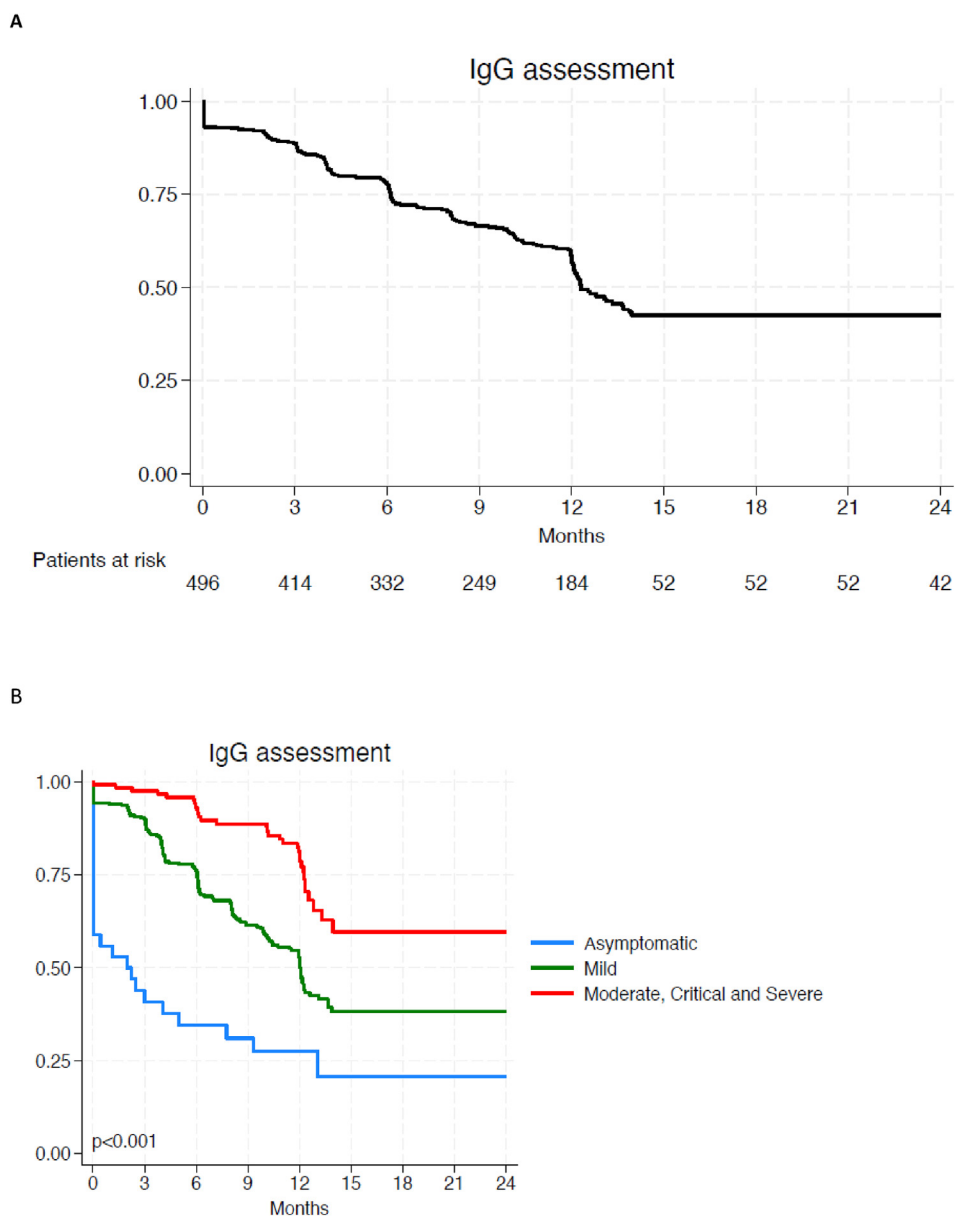 A
IgG assessment
1.00
0.75
0.50
0.25
0.00
0 3 6 9 12 15 18 21 24
Months
Patients at risk
496 414 332 249 184 52 52 52 42
B
IgG assessment
1.00
0.75
0.50
0.25
0.00
p<0.001
0 3 6 9 12 15 18 21 24
Months
Asymptomatic
Mild
Moderate, Critical and Severe